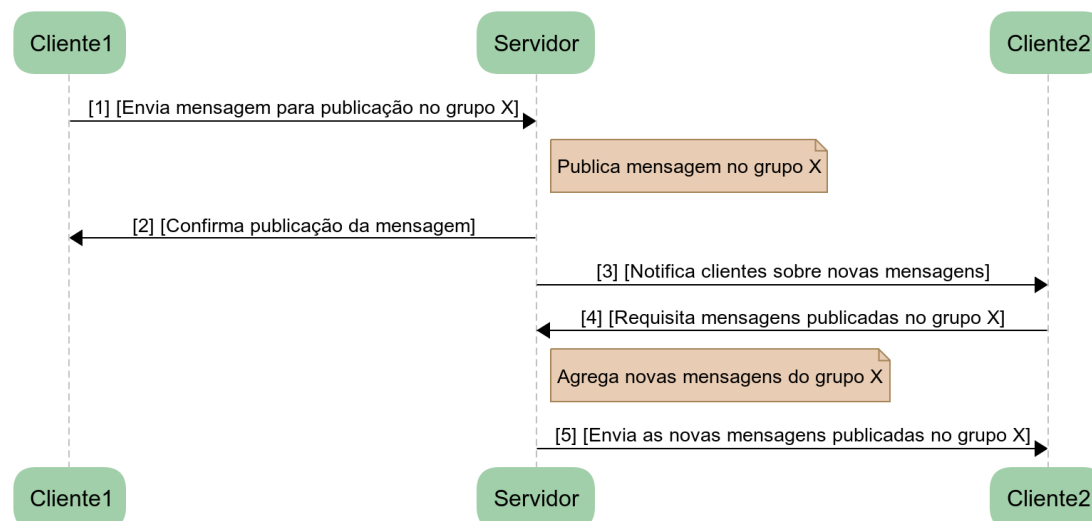 Cliente1
Servidor
Cliente2
[1] [Envia mensagem para publicação no grupo X]
Publica mensagem no grupo X
[2] [Confirma publicação da mensagem]
[3] [Notifica clientes sobre novas mensagens]
[4] [Requisita mensagens publicadas no grupo X]
Agrega novas mensagens do grupo X
[5] [Envia as novas mensagens publicadas no grupo X]
Cliente1
Servidor
Cliente2